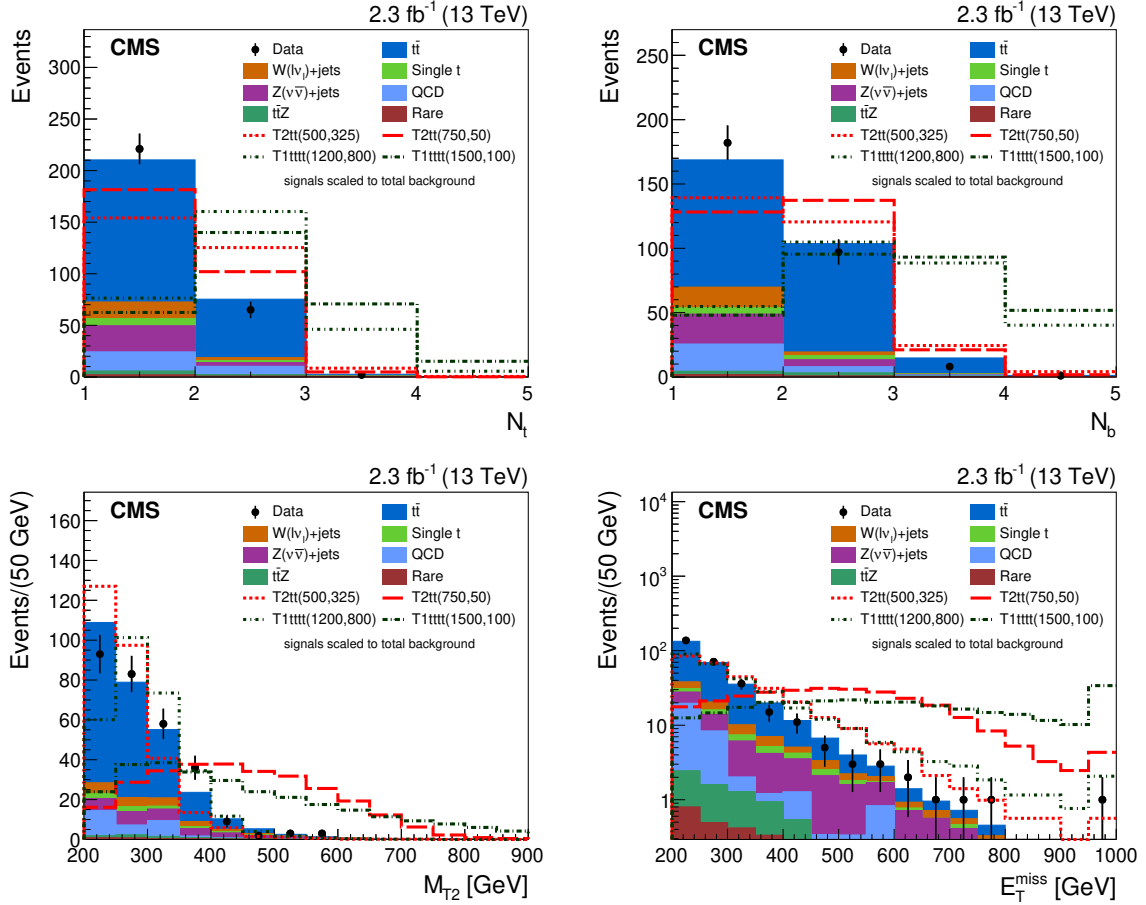 2.3 fb⁻¹ (13 TeV)
CMS
Events
Data
tt̄
W(lνₗ)+jets
Single t
Z(νν̄)+jets
QCD
tt̄Z
Rare
T2tt(500,325)
T2tt(750,50)
T1tttt(1200,800)
T1tttt(1500,100)
signals scaled to total background
300
250
200
150
100
50
0
1 2 3 4 5
Nₜ
2.3 fb⁻¹ (13 TeV)
CMS
Events
Data
tt̄
W(lνₗ)+jets
Single t
Z(νν̄)+jets
QCD
tt̄Z
Rare
T2tt(500,325)
T2tt(750,50)
T1tttt(1200,800)
T1tttt(1500,100)
signals scaled to total background
250
200
150
100
50
0
1 2 3 4 5
N_b
2.3 fb⁻¹ (13 TeV)
CMS
Events/(50 GeV)
Data
tt̄
W(lνₗ)+jets
Single t
Z(νν̄)+jets
QCD
tt̄Z
Rare
T2tt(500,325)
T2tt(750,50)
T1tttt(1200,800)
T1tttt(1500,100)
signals scaled to total background
160
140
120
100
80
60
40
20
0
200 300 400 500 600 700 800 900
M_T2 [GeV]
2.3 fb⁻¹ (13 TeV)
CMS
Events/(50 GeV)
Data
tt̄
W(lνₗ)+jets
Single t
Z(νν̄)+jets
QCD
tt̄Z
Rare
T2tt(500,325)
T2tt(750,50)
T1tttt(1200,800)
T1tttt(1500,100)
signals scaled to total background
10⁴
10³
10²
10
1
200 300 400 500 600 700 800 900 1000
E_T^miss [GeV]